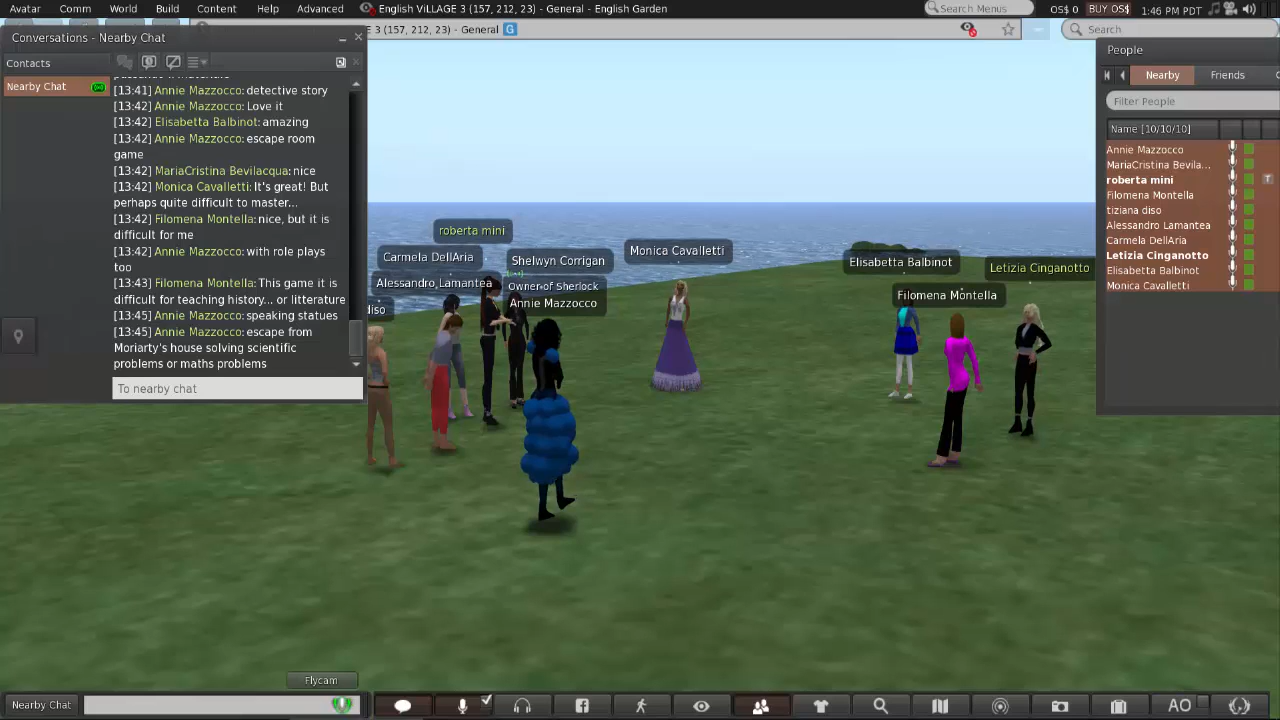 Avatar Comm World Build Content Help Advanced English ViLLAGE 3 (157, 212, 23) - General - English Garden Search Menus OS$ 0 BUY OS$ 1:46 PM PDT
3 (157, 212, 23) - General G Search
Conversations - Nearby Chat
Contacts
Nearby Chat
[13:41] Annie Mazzocco: detective story
[13:42] Annie Mazzocco: Love it
[13:42] Elisabetta Balbinot: amazing
[13:42] Annie Mazzocco: escape room
game
[13:42] MariaCristina Bevilacqua: nice
[13:42] Monica Cavalletti: It's great! But
perhaps quite difficult to master...
[13:42] Filomena Montella: nice, but it is
difficult for me
[13:42] Annie Mazzocco: with role plays
too
[13:43] Filomena Montella: This game it is
difficult for teaching history... or litterature
[13:45] Annie Mazzocco: speaking statues
[13:45] Annie Mazzocco: escape from
Moriarty's house solving scientific
problems or maths problems
To nearby chat
roberta mini
Carmela DellAria
Shelwyn Corrigan
Monica Cavalletti
Alessandro Lamantea
Owner of Sherlock
Annie Mazzocco
diso
Elisabetta Balbinot
Letizia Cinganotto
Filomena Montella
People
Nearby Friends
Filter People
Name [10/10/10]
Annie Mazzocco
MariaCristina Bevila...
roberta mini T
Filomena Montella
tiziana diso
Alessandro Lamantea
Carmela DellAria
Letizia Cinganotto
Elisabetta Balbinot
Monica Cavalletti
Flycam
Nearby Chat
AO